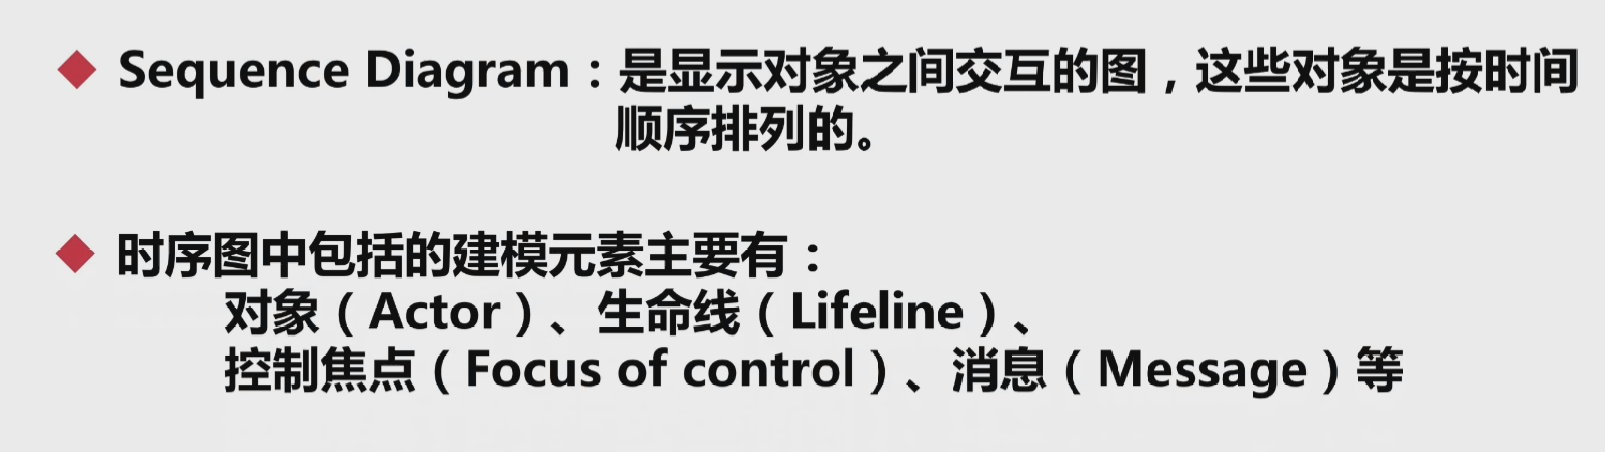 Sequence Diagram：是显示对象之间交互的图，这些对象是按时间
顺序排列的。
时序图中包括的建模元素主要有：
对象（Actor）、生命线（Lifeline）、
控制焦点（Focus of control）、消息（Message）等